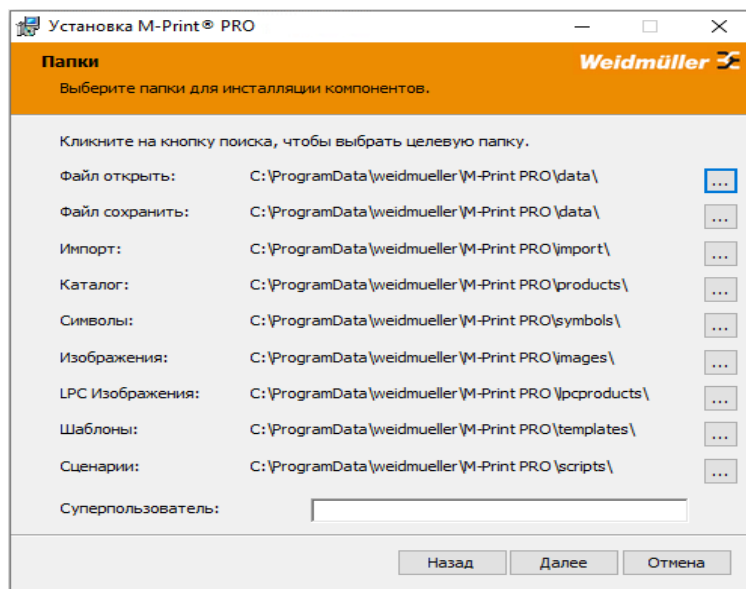 Установка M-Print® PRO
Папки
Weidmüller
Выберите папки для инсталляции компонентов.
Кликните на кнопку поиска, чтобы выбрать целевую папку.
Файл открыть: C:\ProgramData\weidmueller\M-Print PRO\data\ ...
Файл сохранить: C:\ProgramData\weidmueller\M-Print PRO\data\ ...
Импорт: C:\ProgramData\weidmueller\M-Print PRO\import\ ...
Каталог: C:\ProgramData\weidmueller\M-Print PRO\products\ ...
Символы: C:\ProgramData\weidmueller\M-Print PRO\symbols\ ...
Изображения: C:\ProgramData\weidmueller\M-Print PRO\images\ ...
LPC Изображения: C:\ProgramData\weidmueller\M-Print PRO\lpcproducts\ ...
Шаблоны: C:\ProgramData\weidmueller\M-Print PRO\templates\ ...
Сценарии: C:\ProgramData\weidmueller\M-Print PRO\scripts\ ...
Суперпользователь:
Назад Далее Отмена